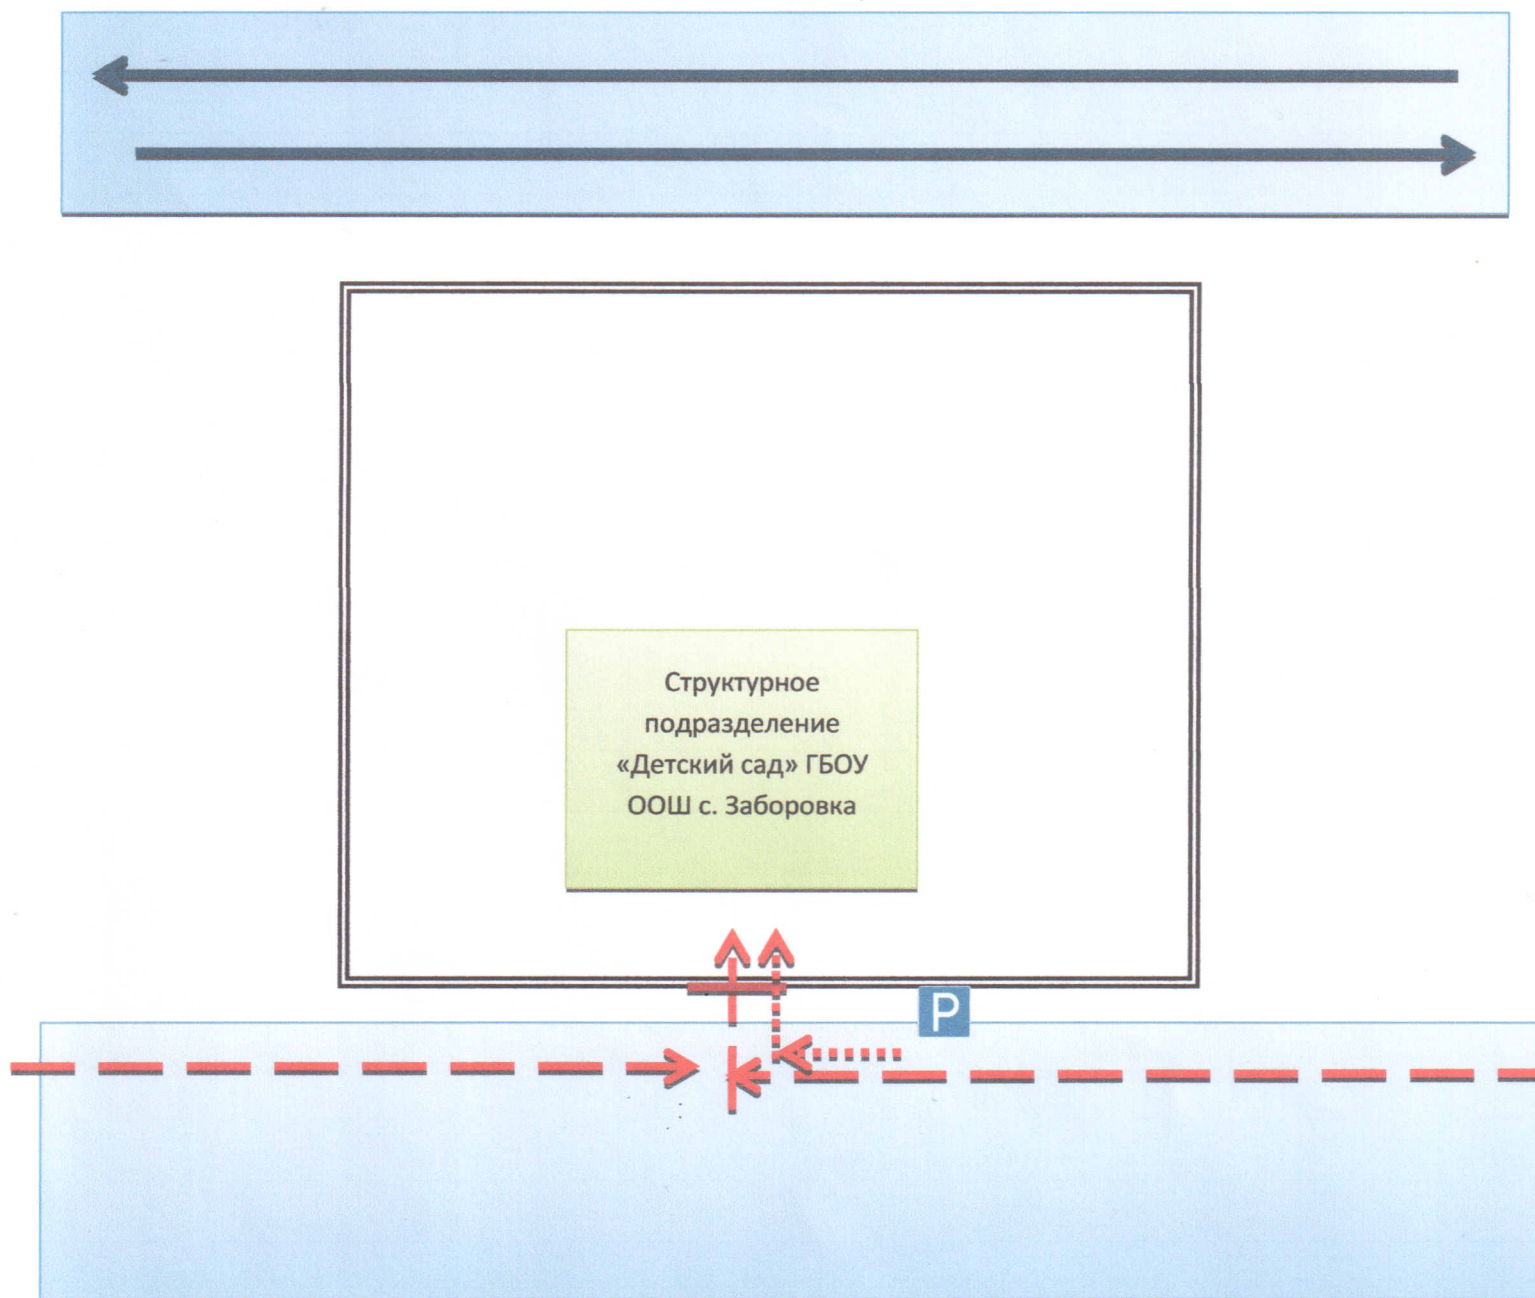 Структурное
подразделение
«Детский сад» ГБОУ
ООШ с. Заборовка
P